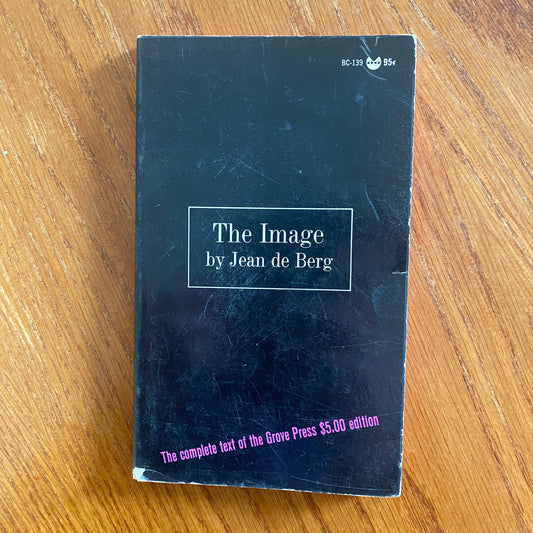 BC-139 95¢
The Image
by Jean de Berg
The complete text of the Grove Press $5.00 edition